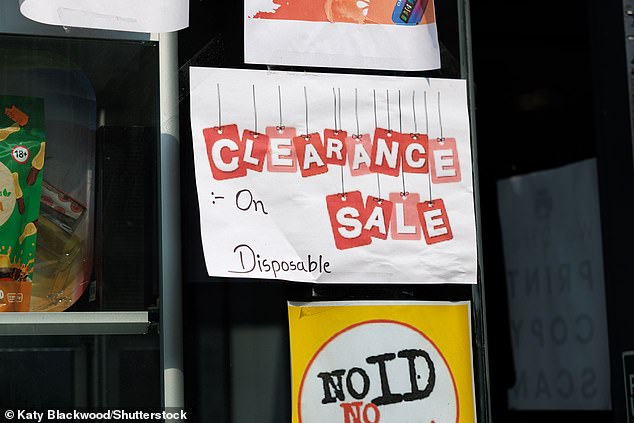 18+
CLEARANCE
:- On
SALE
Disposable
NO ID
NO
PRINT
COPY
SCAN
© Katy Blackwood/Shutterstock